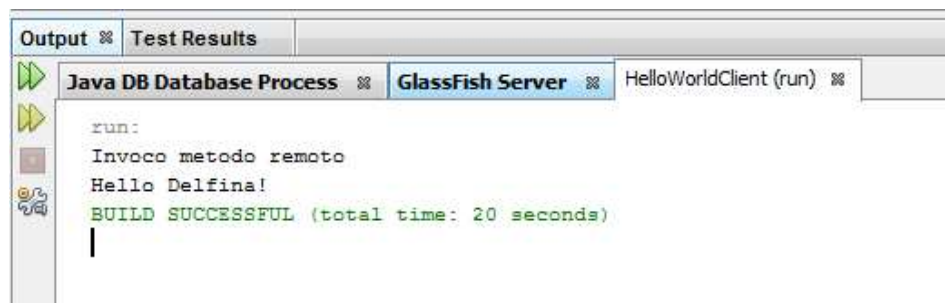 Output Test Results
Java DB Database Process GlassFish Server HelloWorldClient (run)
run:
Invoco metodo remoto
Hello Delfina!
BUILD SUCCESSFUL (total time: 20 seconds)